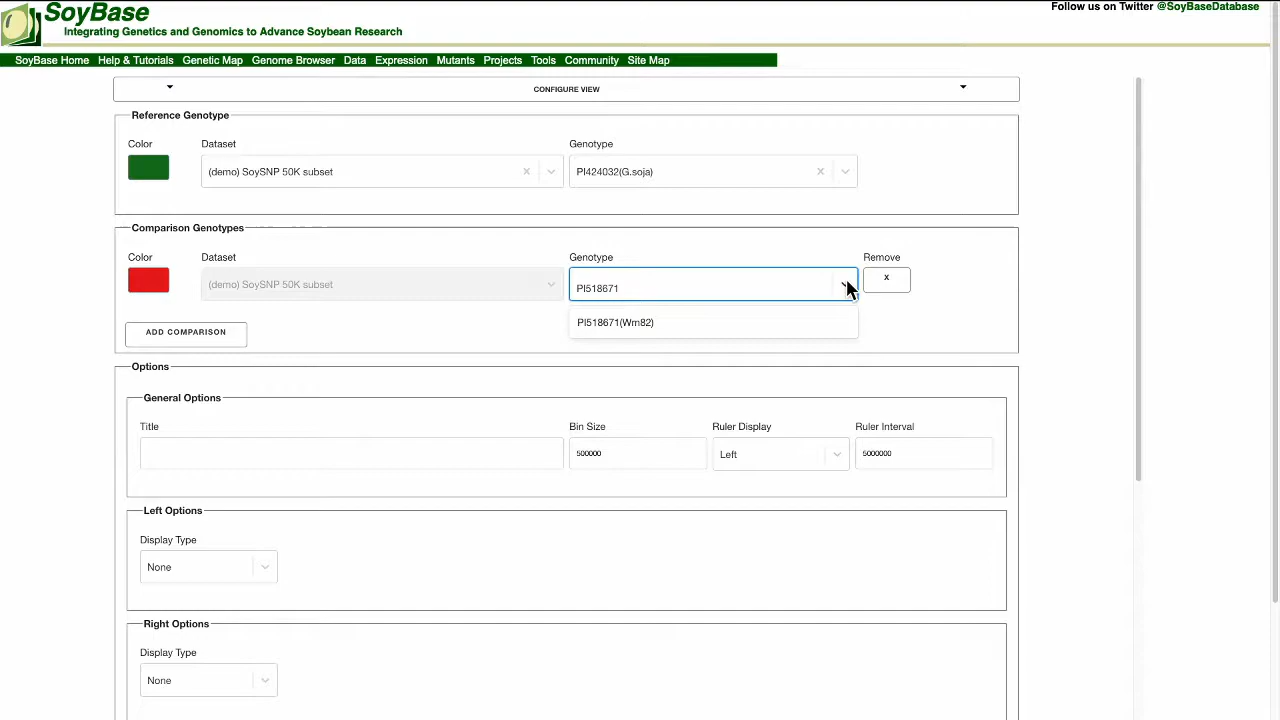 Follow us on Twitter @SoyBaseDatabase
SoyBase
Integrating Genetics and Genomics to Advance Soybean Research
SoyBase Home Help & Tutorials Genetic Map Genome Browser Data Expression Mutants Projects Tools Community Site Map
CONFIGURE VIEW
Reference Genotype
Color Dataset Genotype
(demo) SoySNP 50K subset PI424032(G.soja)
Comparison Genotypes
Color Dataset Genotype Remove
(demo) SoySNP 50K subset PI518671 X
PI518671(Wm82)
ADD COMPARISON
Options
General Options
Title Bin Size Ruler Display Ruler Interval
500000 Left 5000000
Left Options
Display Type
None
Right Options
Display Type
None